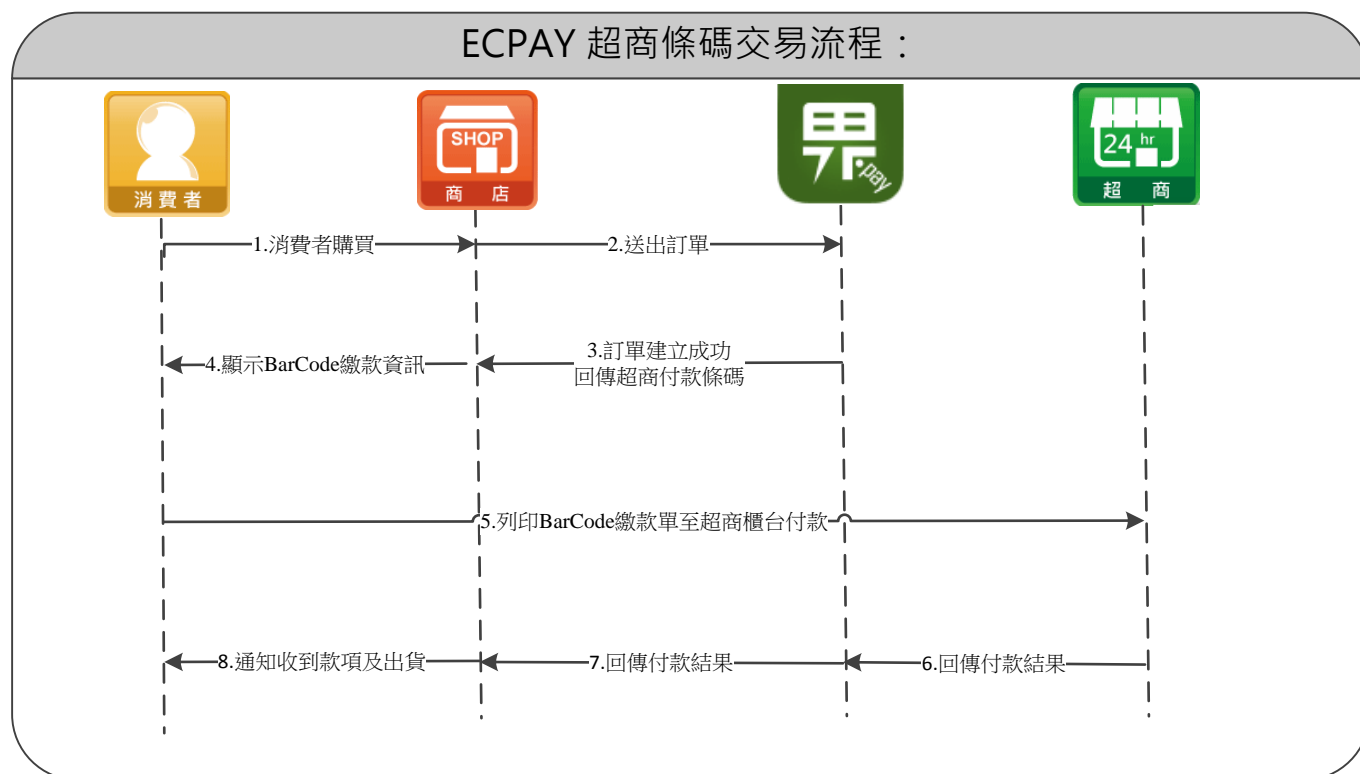 ECPAY 超商條碼交易流程：
消費者
SHOP
商店
.pay
24 hr
超商
1.消費者購買
2.送出訂單
4.顯示BarCode繳款資訊
3.訂單建立成功
回傳超商付款條碼
5.列印BarCode繳款單至超商櫃台付款
8.通知收到款項及出貨
7.回傳付款結果
6.回傳付款結果